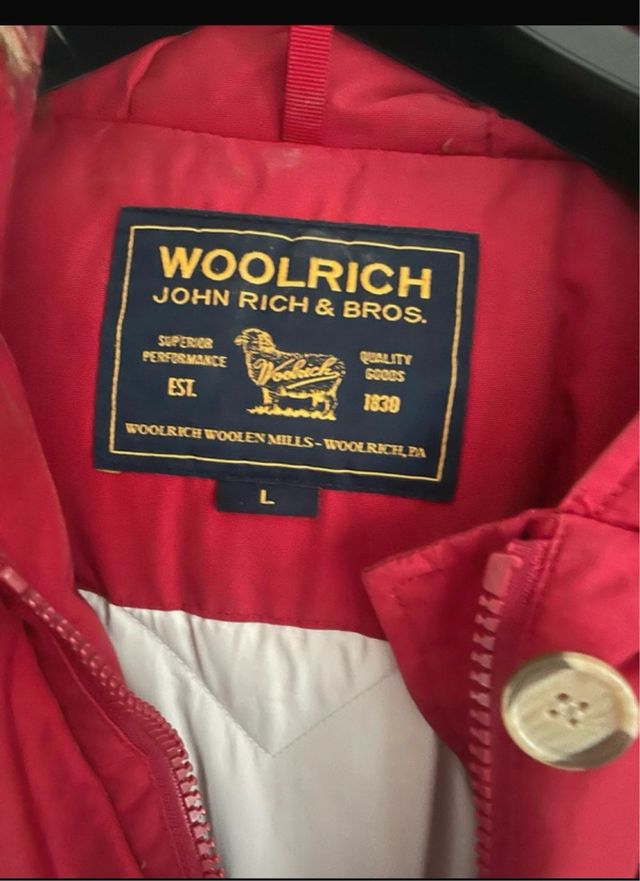 WOOLRICH
JOHN RICH & BROS.
SUPERIOR
PERFORMANCE
EST.
Woolrich
QUALITY
GOODS
1830
WOOLRICH WOOLEN MILLS - WOOLRICH, PA
L